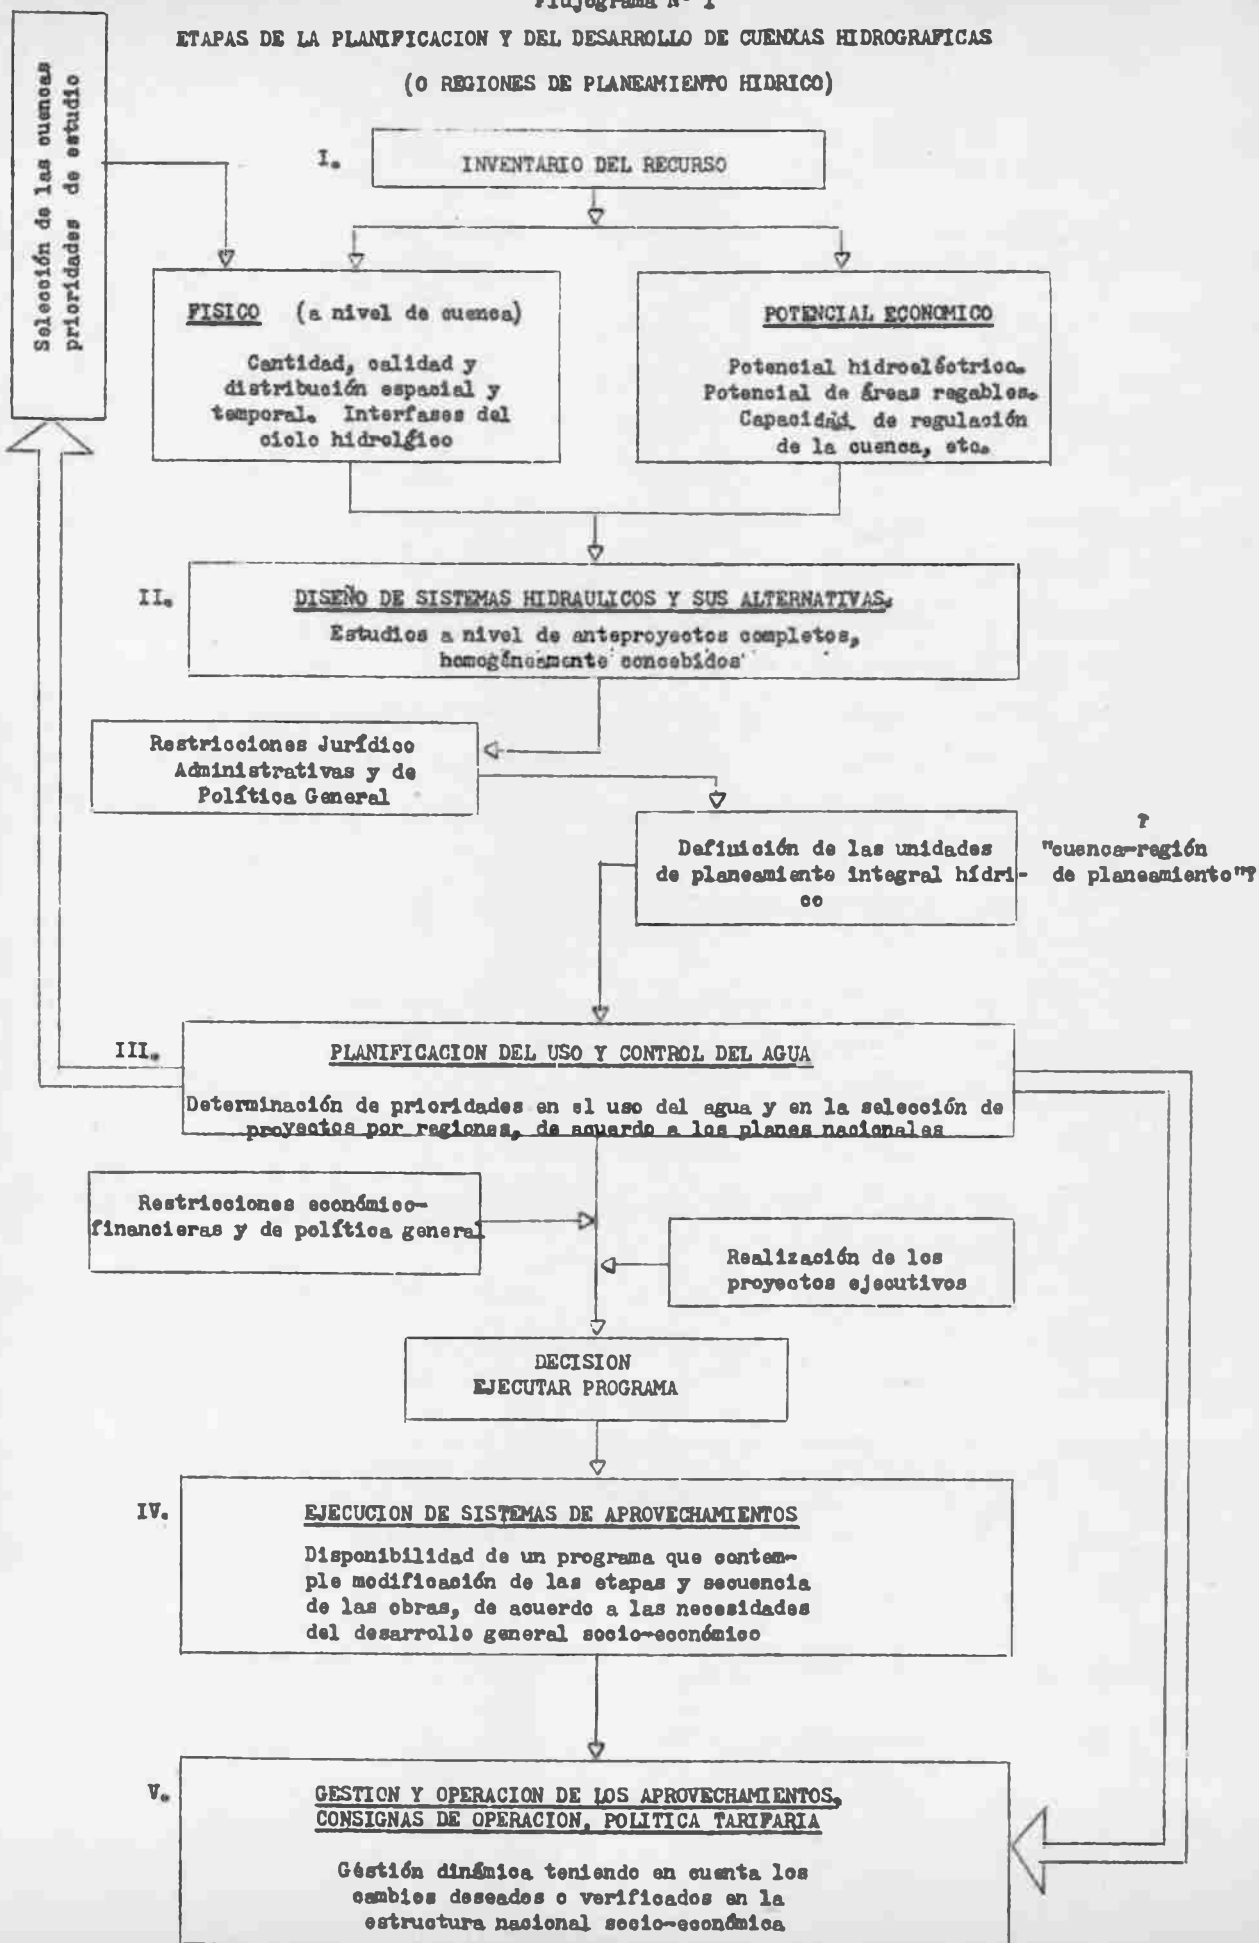 Flujograma Nº 1
ETAPAS DE LA PLANIFICACION Y DEL DESARROLLO DE CUENXAS HIDROGRAFICAS
(O REGIONES DE PLANEAMIENTO HIDRICO)
Selección de las cuencas
prioridades de estudio
I.
INVENTARIO DEL RECURSO
FISICO (a nivel de cuenca)
Cantidad, calidad y
distribución espacial y
temporal. Interfases del
ciclo hidrolgico
POTENCIAL ECONOMICO
Potencial hidroeléctrico.
Potencial de áreas regables.
Capacidad de regulación
de la cuenca, etc.
II.
DISEÑO DE SISTEMAS HIDRAULICOS Y SUS ALTERNATIVAS.
Estudios a nivel de anteproyectos completos,
homogéneamente concebidos
Restricciones Jurídico
Administrativas y de
Política General
Definición de las unidades
de planeamiento integral hídri-
co
?
"cuenca-región
de planeamiento"?
III.
PLANIFICACION DEL USO Y CONTROL DEL AGUA
Determinación de prioridades en el uso del agua y en la selección de
proyectos por regiones, de acuerdo a los planes nacionales
Restricciones económico-
financieras y de política general
Realización de los
proyectos ejecutivos
DECISION
EJECUTAR PROGRAMA
IV.
EJECUCION DE SISTEMAS DE APROVECHAMIENTOS
Disponibilidad de un programa que contem-
ple modificación de las etapas y secuencia
de las obras, de acuerdo a las necesidades
del desarrollo general socio-económico
V.
GESTION Y OPERACION DE LOS APROVECHAMIENTOS.
CONSIGNAS DE OPERACION, POLITICA TARIFARIA
Géstión dinámica teniendo en cuenta los
cambios deseados o verificados en la
estructura nacional socio-económica